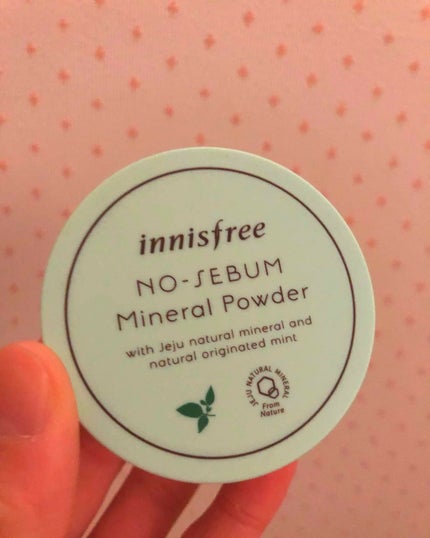 innisfree
NO-SEBUM
Mineral Powder
with Jeju natural mineral and
natural originated mint
JEJU NATURAL MINERAL
From
Nature